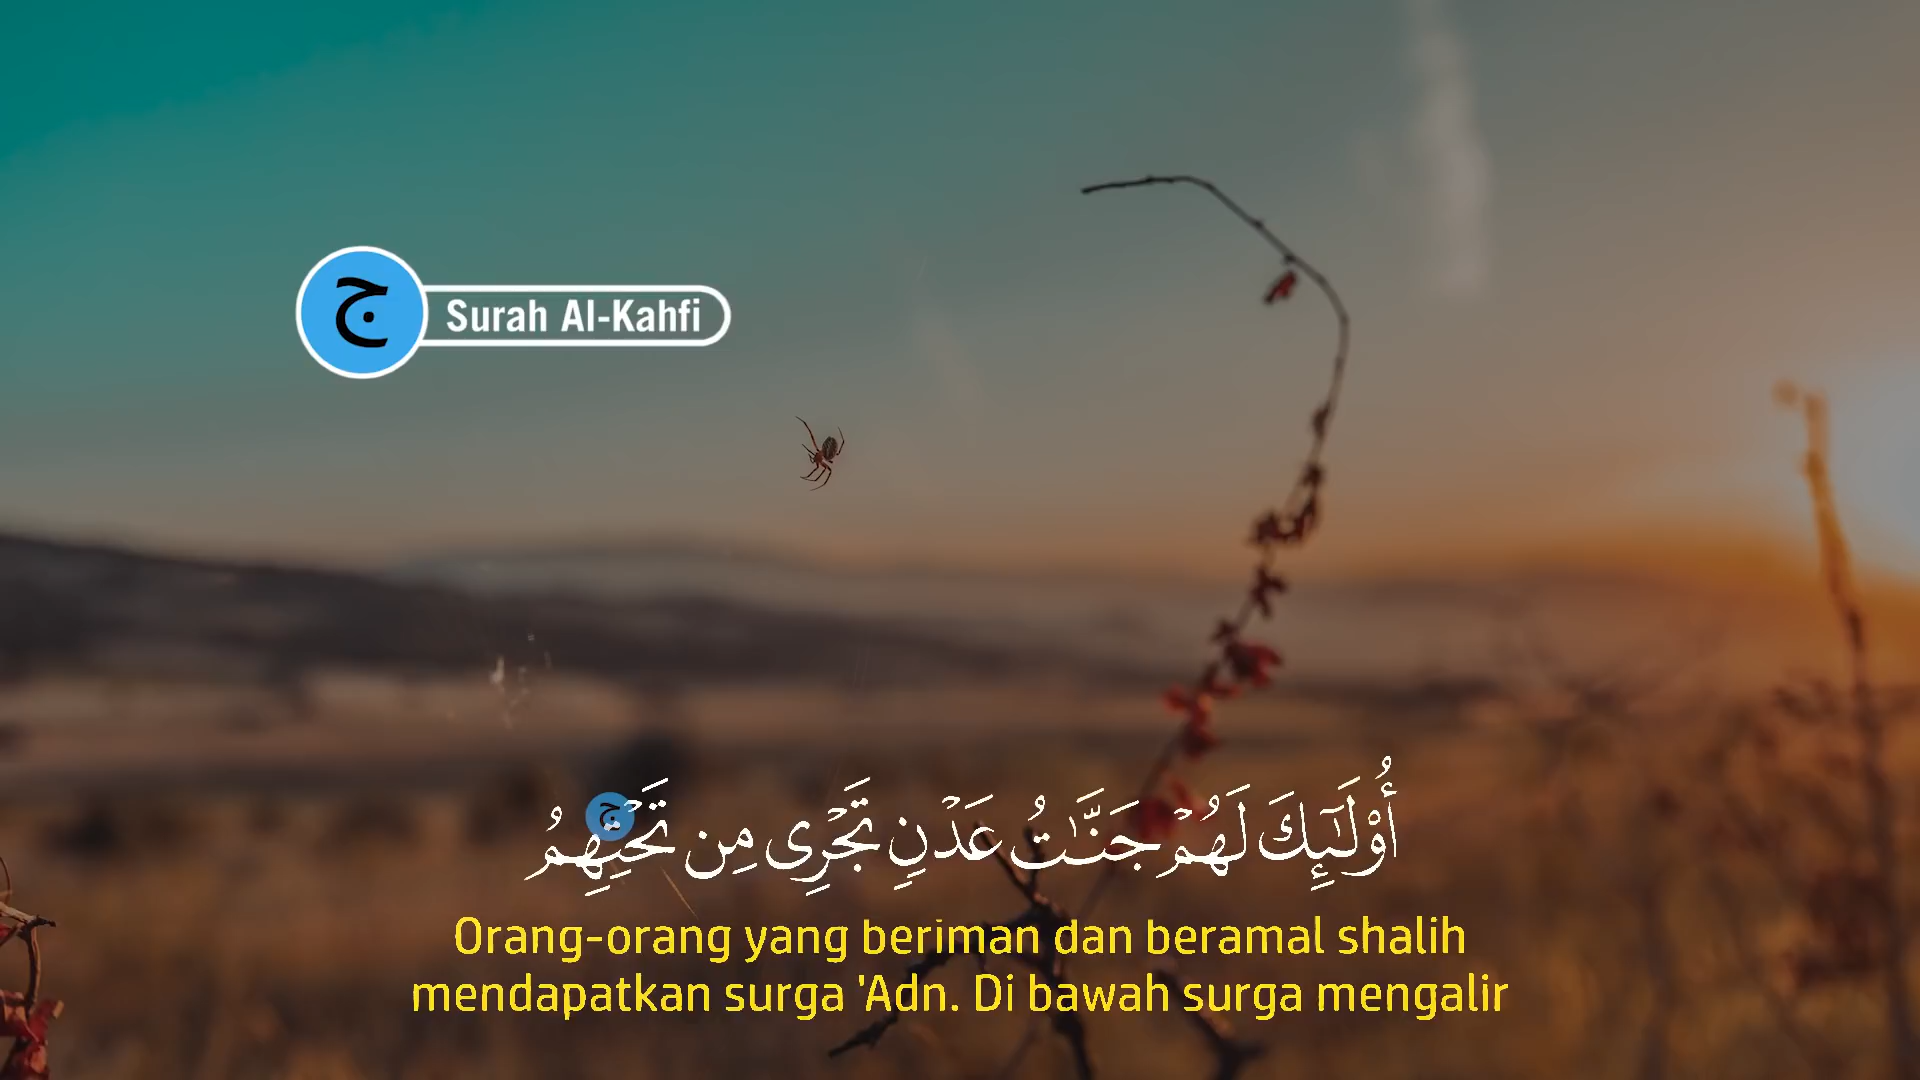 ج
Surah Al-Kahfi
أُوْلَـٰٓئِكَ لَهُمْ جَنَّـٰتُ عَدْنٍ تَجْرِى مِن تَحْتِهِمُ
ج
Orang-orang yang beriman dan beramal shalih
mendapatkan surga 'Adn. Di bawah surga mengalir